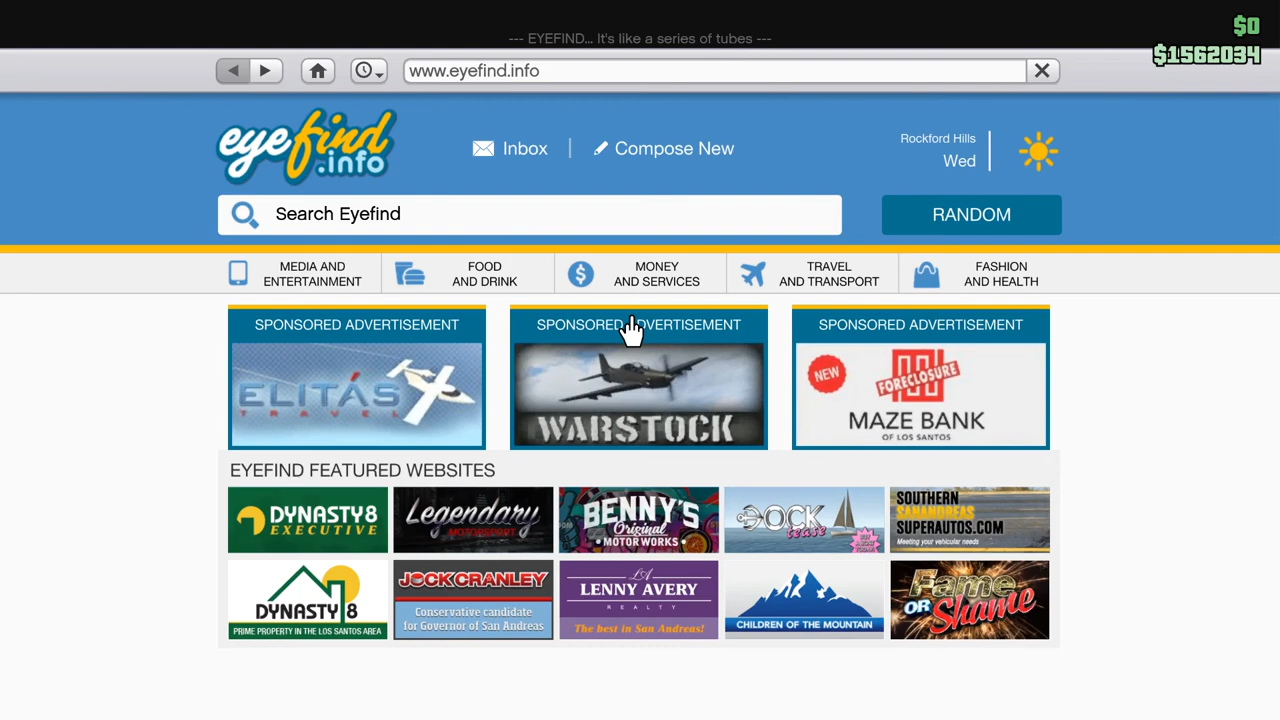 $0
--- EYEFIND... It's like a series of tubes ---
$1562034
www.eyefind.info
eyefind
.info
Inbox
Compose New
Rockford Hills
Wed
Search Eyefind
RANDOM
MEDIA AND
ENTERTAINMENT
FOOD
AND DRINK
MONEY
AND SERVICES
TRAVEL
AND TRANSPORT
FASHION
AND HEALTH
SPONSORED ADVERTISEMENT
ELITÁS
TRAVEL
SPONSORED ADVERTISEMENT
WARSTOCK
SPONSORED ADVERTISEMENT
NEW
FORECLOSURE
MAZE BANK
OF LOS SANTOS
EYEFIND FEATURED WEBSITES
DYNASTY8
EXECUTIVE
Legendary
MOTORSPORT
BENNY'S
Original
MOTOR WORKS
DOCK
tease
SOUTHERN
SANANDREAS
SUPERAUTOS.COM
Meeting your vehicular needs
DYNASTY 8
PRIME PROPERTY IN THE LOS SANTOS AREA
JOCK CRANLEY
Conservative candidate
for Governor of San Andreas
LA
LENNY AVERY
REALTY
The best in San Andreas!
CHILDREN OF THE MOUNTAIN
Fame
OR Shame